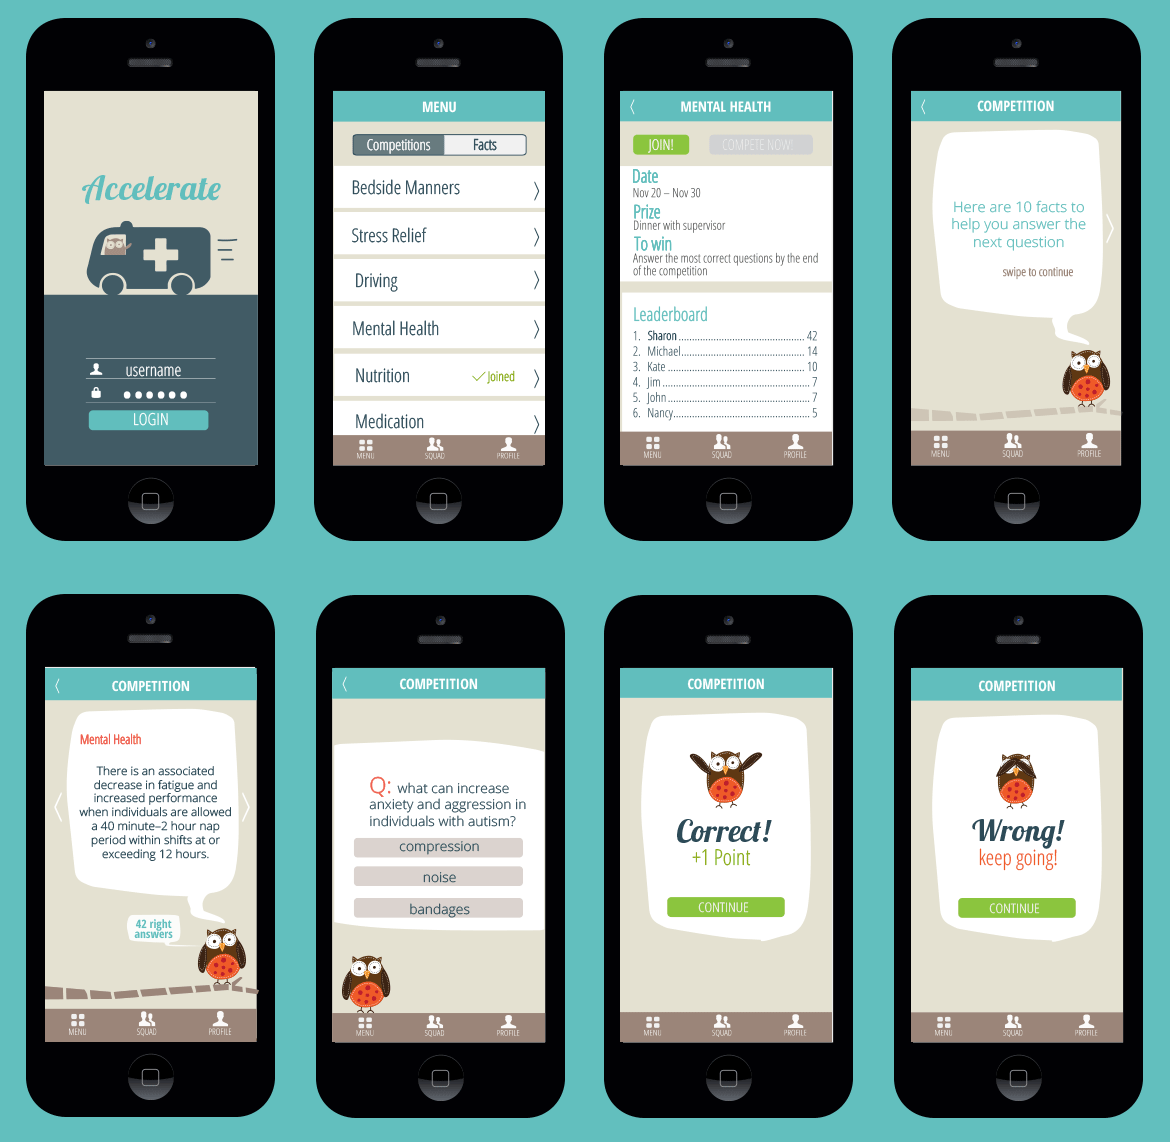 Accelerate
username
LOGIN
MENU
Competitions Facts
Bedside Manners
Stress Relief
Driving
Mental Health
Nutrition Joined
Medication
MENU SQUAD PROFILE
MENTAL HEALTH
JOIN! COMPETE NOW!
Date
Nov 20 – Nov 30
Prize
Dinner with supervisor
To win
Answer the most correct questions by the end
of the competition
Leaderboard
1. Sharon 42
2. Michael 14
3. Kate 10
4. Jim 7
5. John 7
6. Nancy 5
MENU SQUAD PROFILE
COMPETITION
Here are 10 facts to
help you answer the
next question
swipe to continue
MENU SQUAD PROFILE
COMPETITION
Mental Health
There is an associated
decrease in fatigue and
increased performance
when individuals are allowed
a 40 minute–2 hour nap
period within shifts at or
exceeding 12 hours.
42 right
answers
MENU SQUAD PROFILE
COMPETITION
Q: what can increase
anxiety and aggression in
individuals with autism?
compression
noise
bandages
MENU SQUAD PROFILE
COMPETITION
Correct!
+1 Point
CONTINUE
MENU SQUAD PROFILE
COMPETITION
Wrong!
keep going!
CONTINUE
MENU SQUAD PROFILE